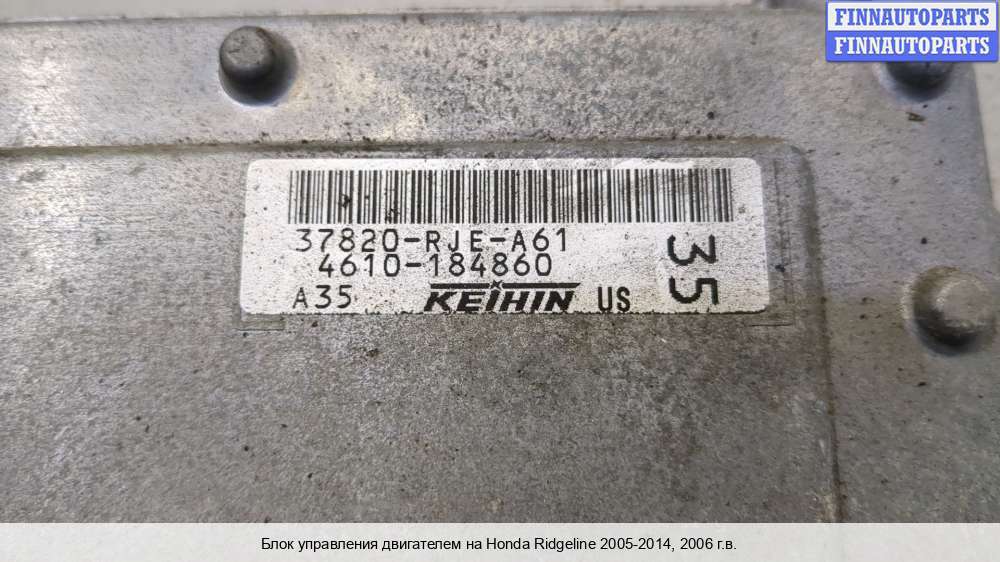 FINNAUTOPARTS
FINNAUTOPARTS
37820-RJE-A61
4610-184860
35
A35 KEIHIN US
Блок управления двигателем на Honda Ridgeline 2005-2014, 2006 г.в.